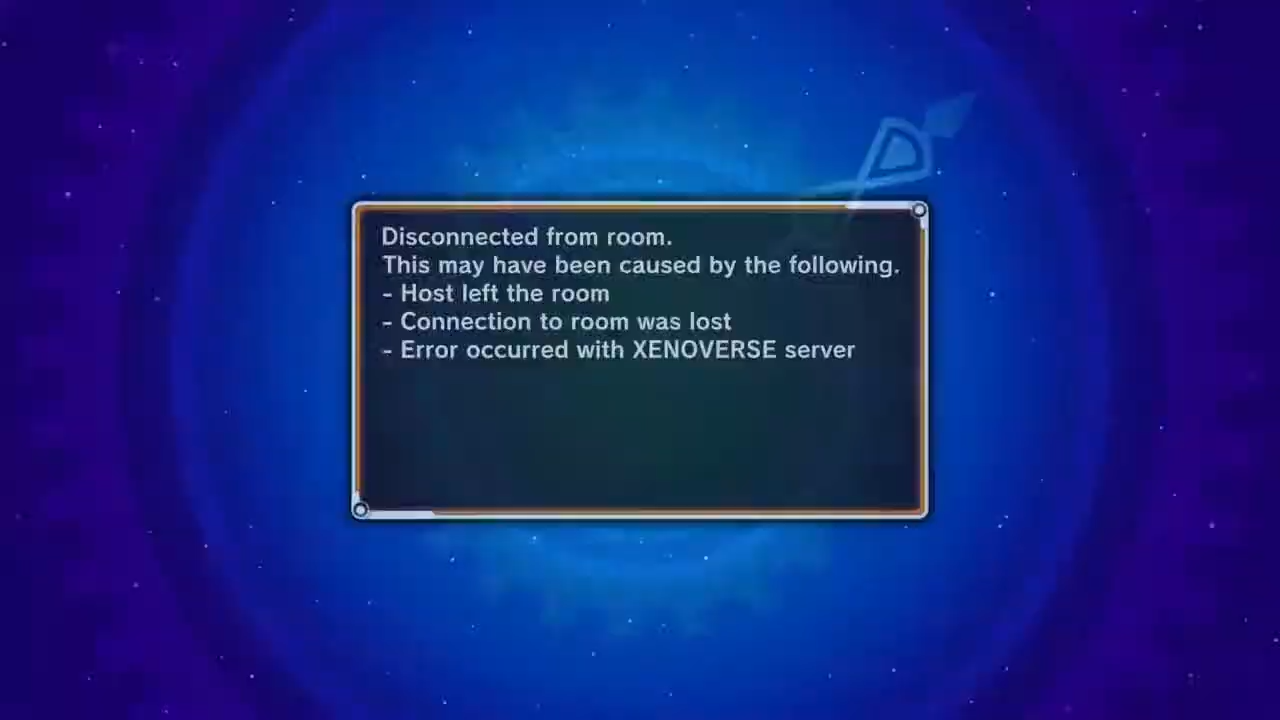 Disconnected from room.
This may have been caused by the following.
- Host left the room
- Connection to room was lost
- Error occurred with XENOVERSE server